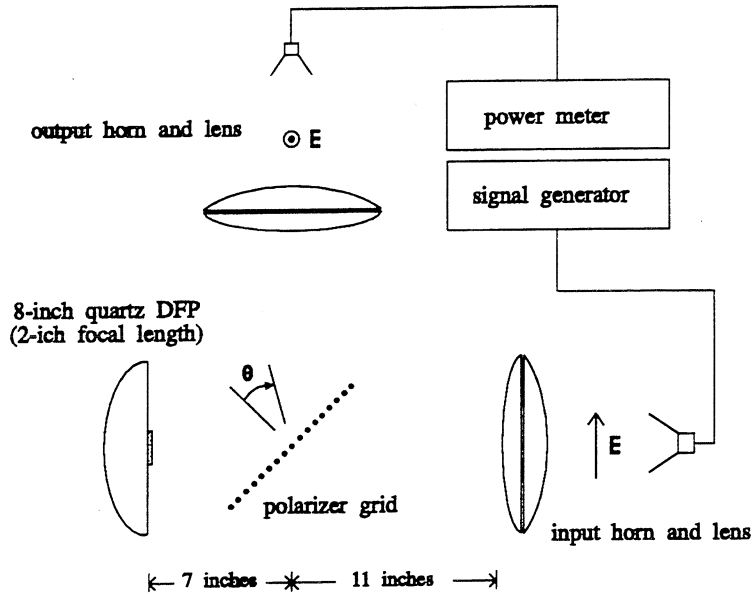 output horn and lens
E
power meter
signal generator
8-inch quartz DFP
(2-ich focal length)
θ
polarizer grid
E
input horn and lens
7 inches
11 inches